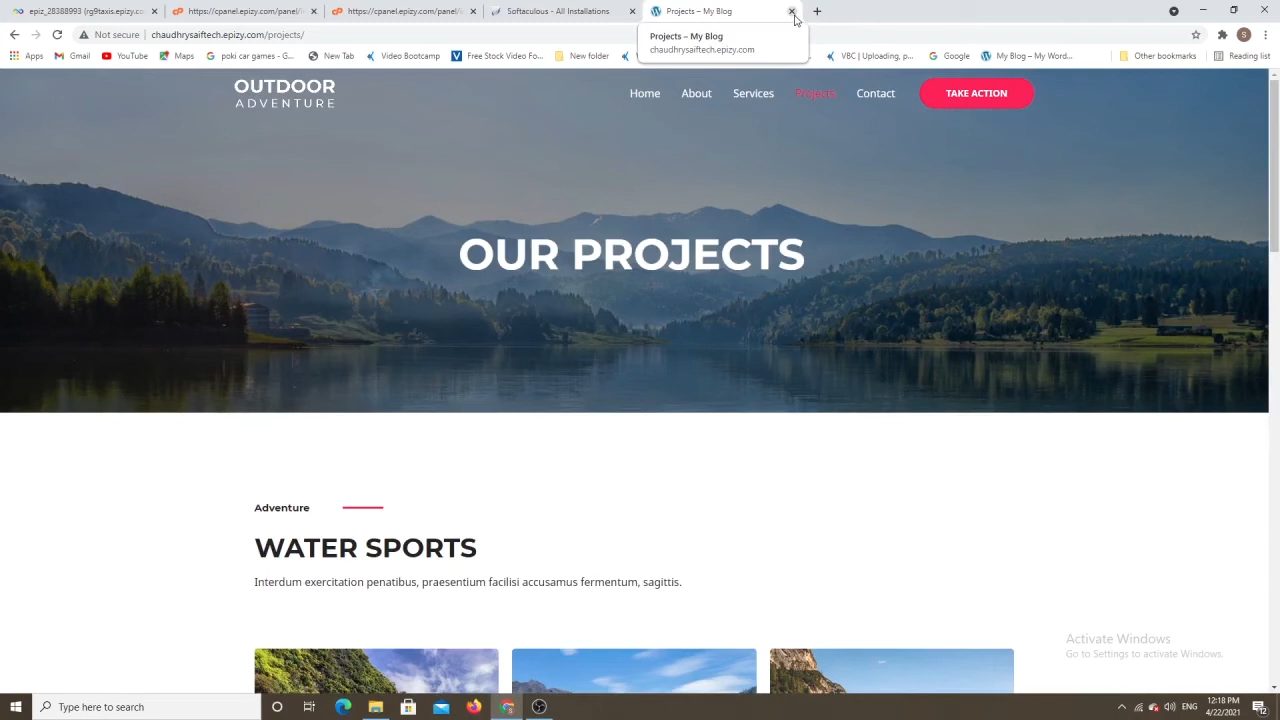 epiz_28388993 (rg9taxis.epizy.co
https://cpanel.epizy.com/panel/in
https://cpanel.epizy.com/panel/i
Softaculous - All Installations
Projects – My Blog
Not secure
chaudhrysaiftech.epizy.com/projects/
S
Projects – My Blog
chaudhrysaiftech.epizy.com
Apps
Gmail
YouTube
Maps
poki car games - G...
New Tab
Video Bootcamp
Free Stock Video Fo...
New folder
VBC | Uploading, p...
Google
My Blog – My Word...
Other bookmarks
Reading list
OUTDOOR
ADVENTURE
Home
About
Services
Projects
Contact
TAKE ACTION
OUR PROJECTS
Adventure
WATER SPORTS
Interdum exercitation penatibus, praesentium facilisi accusamus fermentum, sagittis.
Activate Windows
Go to Settings to activate Windows.
Type here to search
ENG
12:18 PM
4/22/2021
12